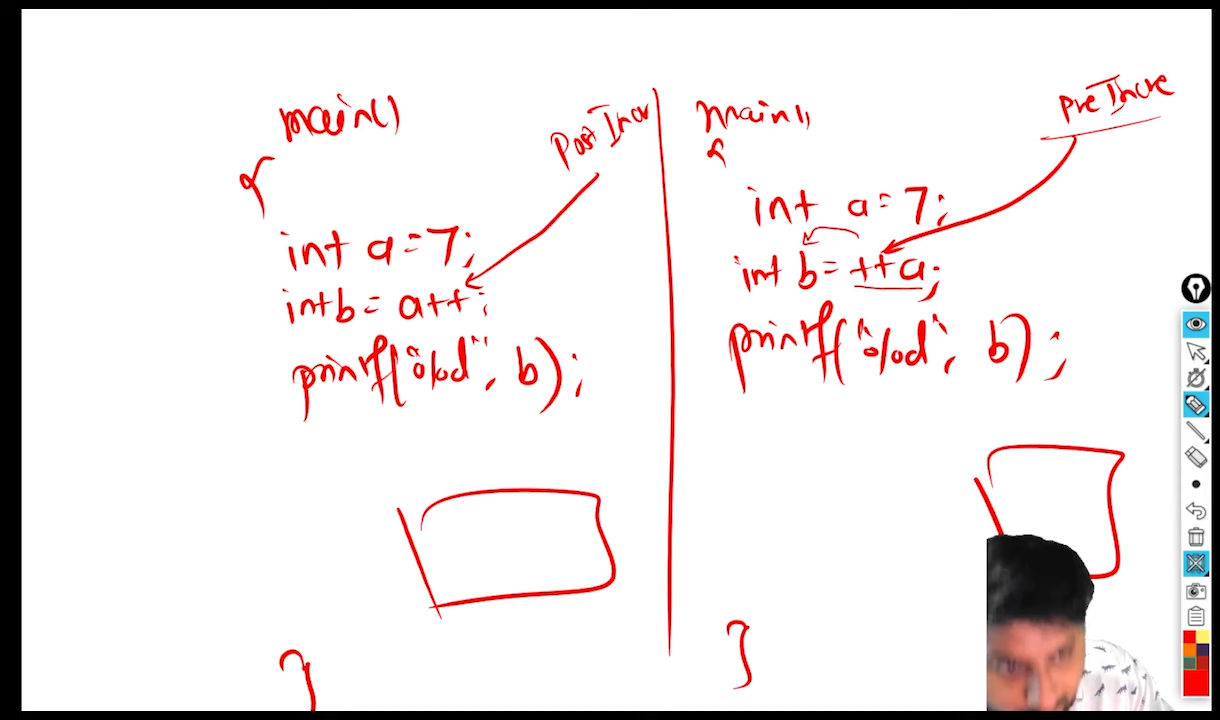 main()
{
Post Incr
int a=7;
int b= a++;
printf("%d", b);
}
main()
{
Pre Incre
int a=7;
int b= ++a;
printf("%d", b);
}